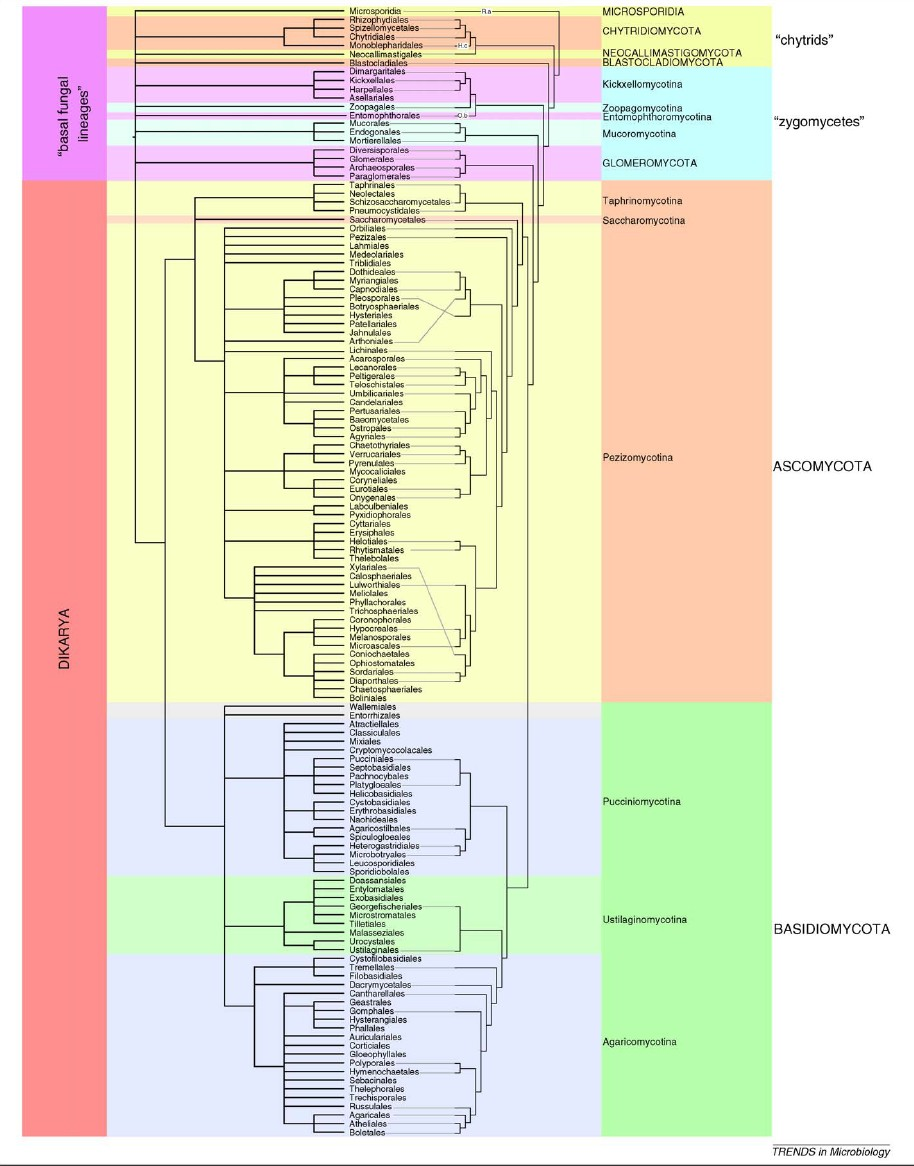 "basal fungal
lineages"
DIKARYA
Microsporidia
Rhizophydiales
Spizellomycetales
Chytridiales
Monoblepharidales
Neocallimastigales
Blastocladiales
Dimargaritales
Kickxellales
Harpellales
Asellariales
Zoopagales
Entomophthorales
Mucorales
Endogonales
Mortierellales
Diversisporales
Glomerales
Archaeosporales
Paraglomerales
Taphrinales
Neolectales
Schizosaccharomycetales
Pneumocystidales
Saccharomycetales
Orbiliales
Pezizales
Lahmiales
Medeolariales
Triblidiales
Dothideales
Myriangiales
Capnodiales
Pleosporales
Botryosphaeriales
Hysteriales
Patellariales
Jahnulales
Arthoniales
Lichinales
Acarosporales
Lecanorales
Peltigerales
Teloschistales
Umbilicariales
Candelariales
Pertusariales
Baeomycetales
Ostropales
Agyriales
Chaetothyriales
Verrucariales
Pyrenulales
Mycocaliciales
Coryneliales
Eurotiales
Onygenales
Laboulbeniales
Pyxidiophorales
Cyttariales
Erysiphales
Helotiales
Rhytismatales
Thelebolales
Xylariales
Calosphaeriales
Lulworthiales
Meliolales
Phyllachorales
Trichosphaeriales
Coronophorales
Hypocreales
Melanosporales
Microascales
Coniochaetales
Ophiostomatales
Sordariales
Diaporthales
Chaetosphaeriales
Boliniales
Wallemiales
Entorrhizales
Atractiellales
Classiculales
Mixiales
Cryptomycocolacales
Pucciniales
Septobasidiales
Pachnocybales
Platygloeales
Helicobasidiales
Cystobasidiales
Erythrobasidiales
Naohideales
Agaricostilbales
Spiculogloeales
Heterogastridiales
Microbotryales
Leucosporidiales
Sporidiobolales
Doassansiales
Entylomatales
Exobasidiales
Georgefischeriales
Microstromatales
Tilletiales
Malasseziales
Urocystales
Ustilaginales
Cystofilobasidiales
Tremellales
Filobasidiales
Dacrymycetales
Cantharellales
Geastrales
Gomphales
Hysterangiales
Phallales
Auriculariales
Corticiales
Gloeophyllales
Polyporales
Hymenochaetales
Sebacinales
Thelephorales
Trechisporales
Russulales
Agaricales
Atheliales
Boletales
R.a
H.c
C.b
MICROSPORIDIA
CHYTRIDIOMYCOTA
NEOCALLIMASTIGOMYCOTA
BLASTOCLADIOMYCOTA
Kickxellomycotina
Zoopagomycotina
Entomophthoromycotina
Mucoromycotina
GLOMEROMYCOTA
Taphrinomycotina
Saccharomycotina
Pezizomycotina
Pucciniomycotina
Ustilaginomycotina
Agaricomycotina
"chytrids"
"zygomycetes"
ASCOMYCOTA
BASIDIOMYCOTA
TRENDS in Microbiology